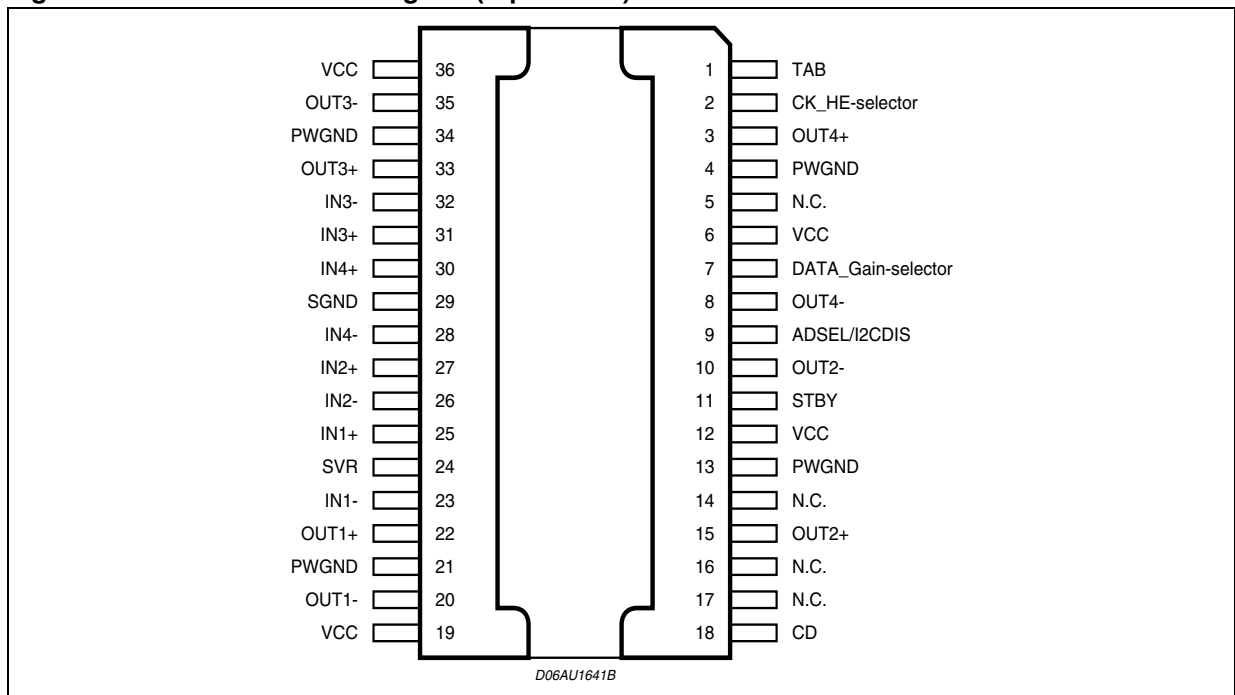 VCC 36 1 TAB
OUT3- 35 2 CK_HE-selector
PWGND 34 3 OUT4+
OUT3+ 33 4 PWGND
IN3- 32 5 N.C.
IN3+ 31 6 VCC
IN4+ 30 7 DATA_Gain-selector
SGND 29 8 OUT4-
IN4- 28 9 ADSEL/I2CDIS
IN2+ 27 10 OUT2-
IN2- 26 11 STBY
IN1+ 25 12 VCC
SVR 24 13 PWGND
IN1- 23 14 N.C.
OUT1+ 22 15 OUT2+
PWGND 21 16 N.C.
OUT1- 20 17 N.C.
VCC 19 18 CD
D06AU1641B